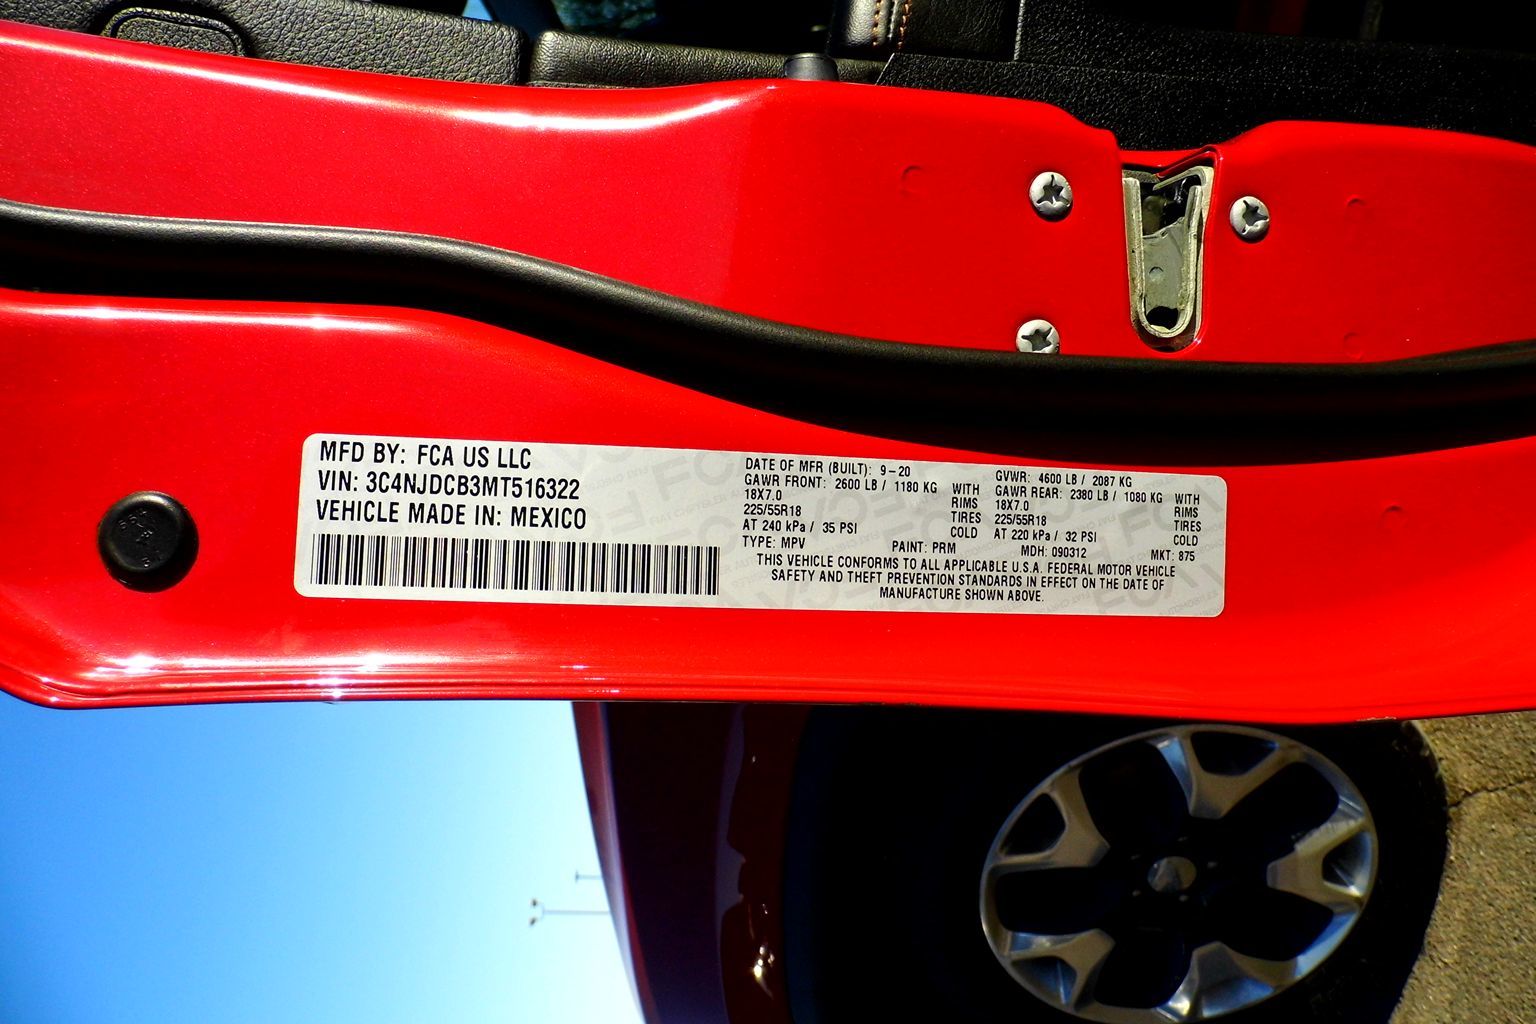 MFD BY: FCA US LLC
VIN: 3C4NJDCB3MT516322
VEHICLE MADE IN: MEXICO
DATE OF MFR (BUILT): 9-20
GAWR FRONT: 2600 LB / 1180 KG WITH
18X7.0 RIMS
225/55R18 TIRES
AT 240 kPa / 35 PSI COLD
GVWR: 4600 LB / 2087 KG
GAWR REAR: 2380 LB / 1080 KG WITH
18X7.0 RIMS
225/55R18 TIRES
AT 220 kPa / 32 PSI COLD
TYPE: MPV PAINT: PRM MDH: 090312 MKT: 875
THIS VEHICLE CONFORMS TO ALL APPLICABLE U.S.A. FEDERAL MOTOR VEHICLE
SAFETY AND THEFT PREVENTION STANDARDS IN EFFECT ON THE DATE OF
MANUFACTURE SHOWN ABOVE.